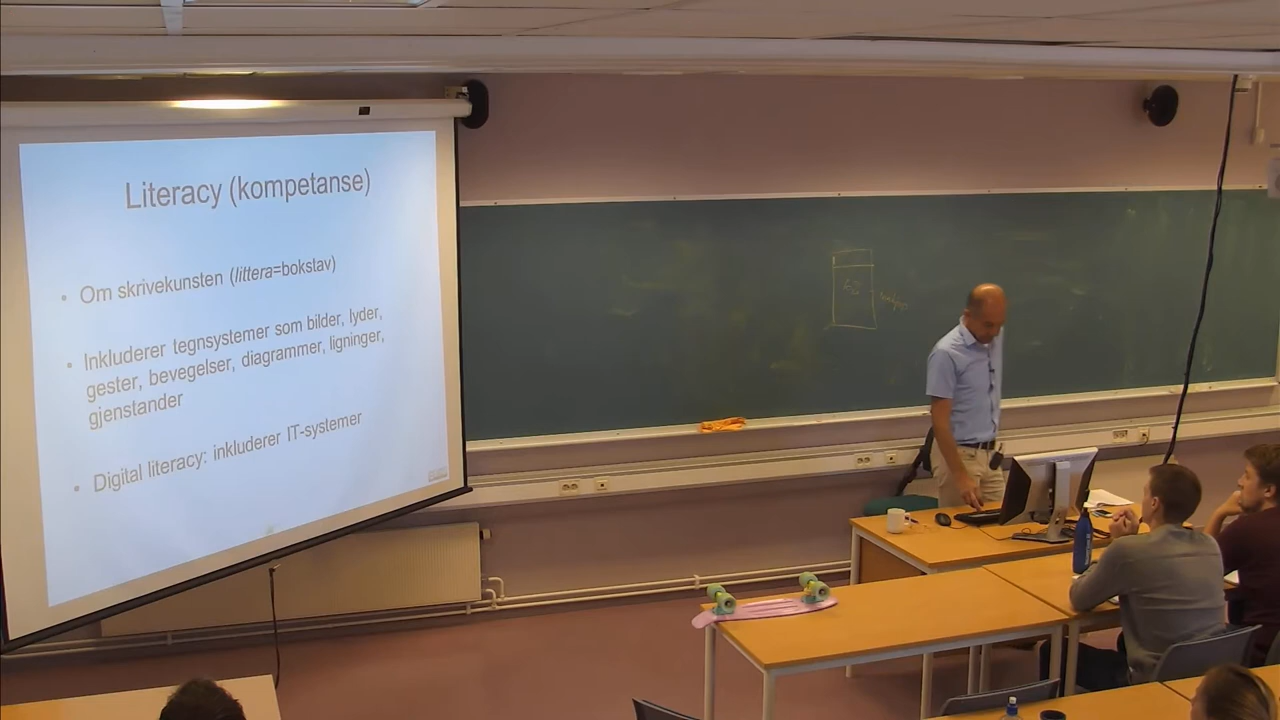 Literacy (kompetanse)
• Om skrivekunsten (littera=bokstav)
• Inkluderer tegnsystemer som bilder, lyder,
gester, bevegelser, diagrammer, ligninger,
gjenstander
• Digital literacy: inkluderer IT-systemer